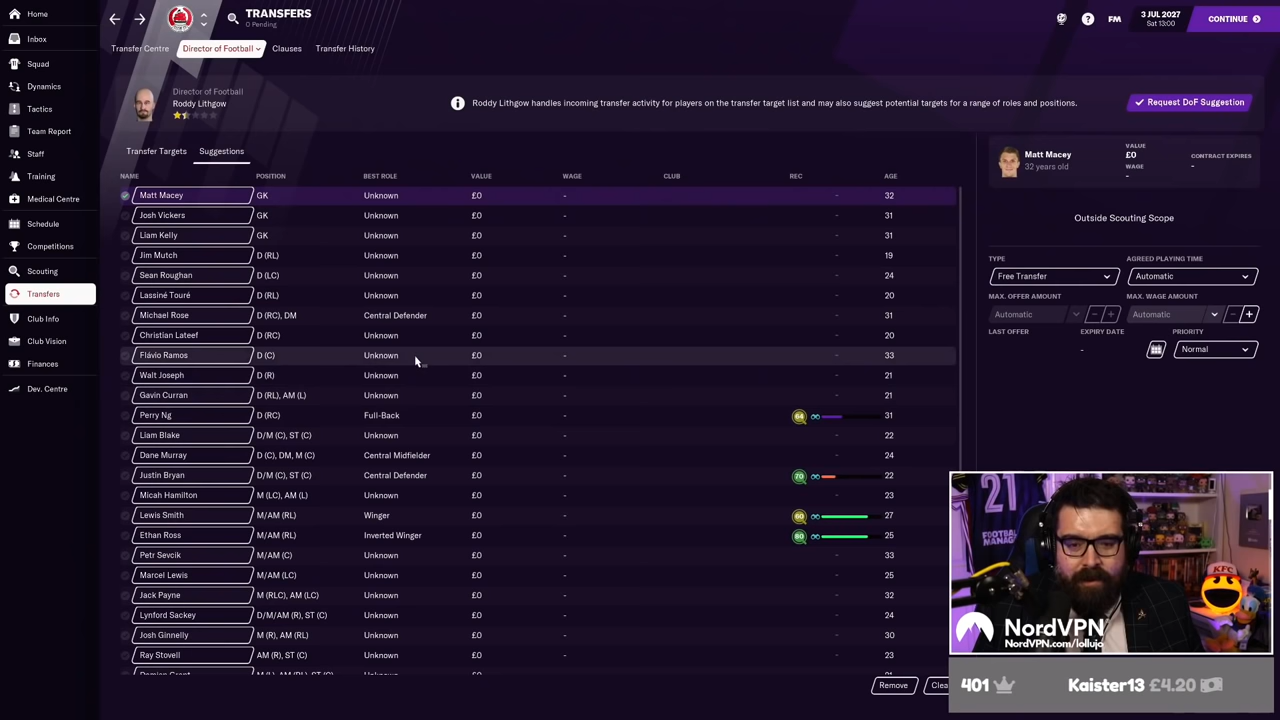 Home
TRANSFERS
0 Pending
3 JUL 2027
Sat 13:00
FM
CONTINUE
Inbox
Transfer Centre
Director of Football
Clauses
Transfer History
Squad
Dynamics
Tactics
Team Report
Staff
Training
Medical Centre
Schedule
Competitions
Scouting
Transfers
Club Info
Club Vision
Finances
Dev. Centre
Director of Football
Roddy Lithgow
Roddy Lithgow handles incoming transfer activity for players on the transfer target list and may also suggest potential targets for a range of roles and positions.
Request DoF Suggestion
Transfer Targets
Suggestions
NAME POSITION BEST ROLE VALUE WAGE CLUB REC AGE
Matt Macey GK Unknown £0 - - 32
Josh Vickers GK Unknown £0 - - 31
Liam Kelly GK Unknown £0 - - 31
Jim Mutch D (RL) Unknown £0 - - 19
Sean Roughan D (LC) Unknown £0 - - 24
Lassiné Touré D (RL) Unknown £0 - - 20
Michael Rose D (RC), DM Central Defender £0 - - 31
Christian Lateef D (RC) Unknown £0 - - 20
Flávio Ramos D (C) Unknown £0 - - 33
Walt Joseph D (R) Unknown £0 - - 21
Gavin Curran D (RL), AM (L) Unknown £0 - - 21
Perry Ng D (RC) Full-Back £0 - 64 31
Liam Blake D/M (C), ST (C) Unknown £0 - - 22
Dane Murray D (C), DM, M (C) Central Midfielder £0 - - 24
Justin Bryan D/M (C), ST (C) Central Defender £0 - 70 22
Micah Hamilton M (LC), AM (L) Unknown £0 - - 23
Lewis Smith M/AM (RL) Winger £0 - 60 27
Ethan Ross M/AM (RL) Inverted Winger £0 - 80 25
Petr Sevcik M/AM (C) Unknown £0 - - 33
Marcel Lewis M/AM (LC) Unknown £0 - - 25
Jack Payne M (RLC), AM (LC) Unknown £0 - - 32
Lynford Sackey D/M/AM (R), ST (C) Unknown £0 - - 24
Josh Ginnelly M (R), AM (RL) Unknown £0 - - 30
Ray Stovell AM (R), ST (C) Unknown £0 - - 23
Remove
Matt Macey
32 years old
VALUE
£0
WAGE
-
CONTRACT EXPIRES
-
Outside Scouting Scope
TYPE
Free Transfer
AGREED PLAYING TIME
Automatic
MAX. OFFER AMOUNT
Automatic
MAX. WAGE AMOUNT
Automatic
LAST OFFER
EXPIRY DATE
-
PRIORITY
Normal
21
KFC
NordVPN
NordVPN.com/lollujo
401
Kaister13 £4.20